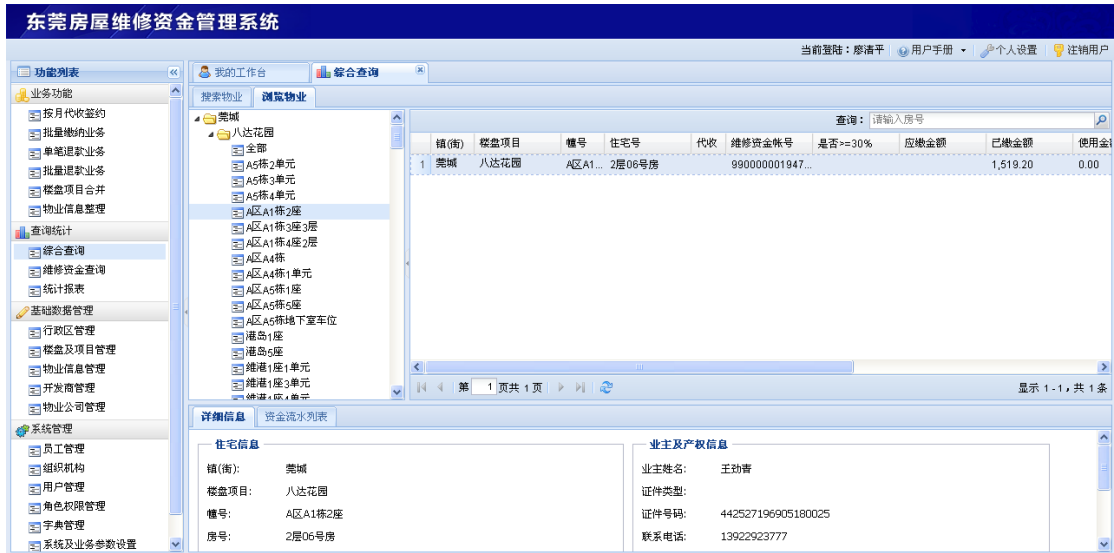 东莞房屋维修资金管理系统
当前登陆：廖清平 用户手册 个人设置 注销用户
功能列表
业务功能
按月代收签约
批量缴纳业务
单笔退款业务
批量退款业务
楼盘项目合并
物业信息整理
查询统计
综合查询
维修资金查询
统计报表
基础数据管理
行政区管理
楼盘及项目管理
物业信息管理
开发商管理
物业公司管理
系统管理
员工管理
组织机构
用户管理
角色权限管理
字典管理
系统及业务参数设置
我的工作台 综合查询
搜索物业 浏览物业
莞城
八达花园
全部
A5栋2单元
A5栋3单元
A5栋4单元
A区A1栋2座
A区A1栋3座3层
A区A1栋4座2层
A区A4栋
A区A4栋1单元
A区A5栋1座
A区A5栋5座
A区A5栋地下室车位
港岛1座
港岛5座
维港1座1单元
维港1座3单元
维港1座4单元
查询： 请输入房号
镇(街) 楼盘项目 幢号 住宅号 代收 维修资金帐号 是否>=30% 应缴金额 已缴金额 使用金
1 莞城 八达花园 A区A1... 2层06号房 990000001947... 1,519.20 0.00
第 1 页共 1 页 显示 1 - 1，共 1 条
详细信息 资金流水列表
住宅信息
镇(街)： 莞城
楼盘项目： 八达花园
幢号： A区A1栋2座
房号： 2层06号房
业主及产权信息
业主姓名： 王劲青
证件类型：
证件号码： 442527196905180025
联系电话： 13922923777